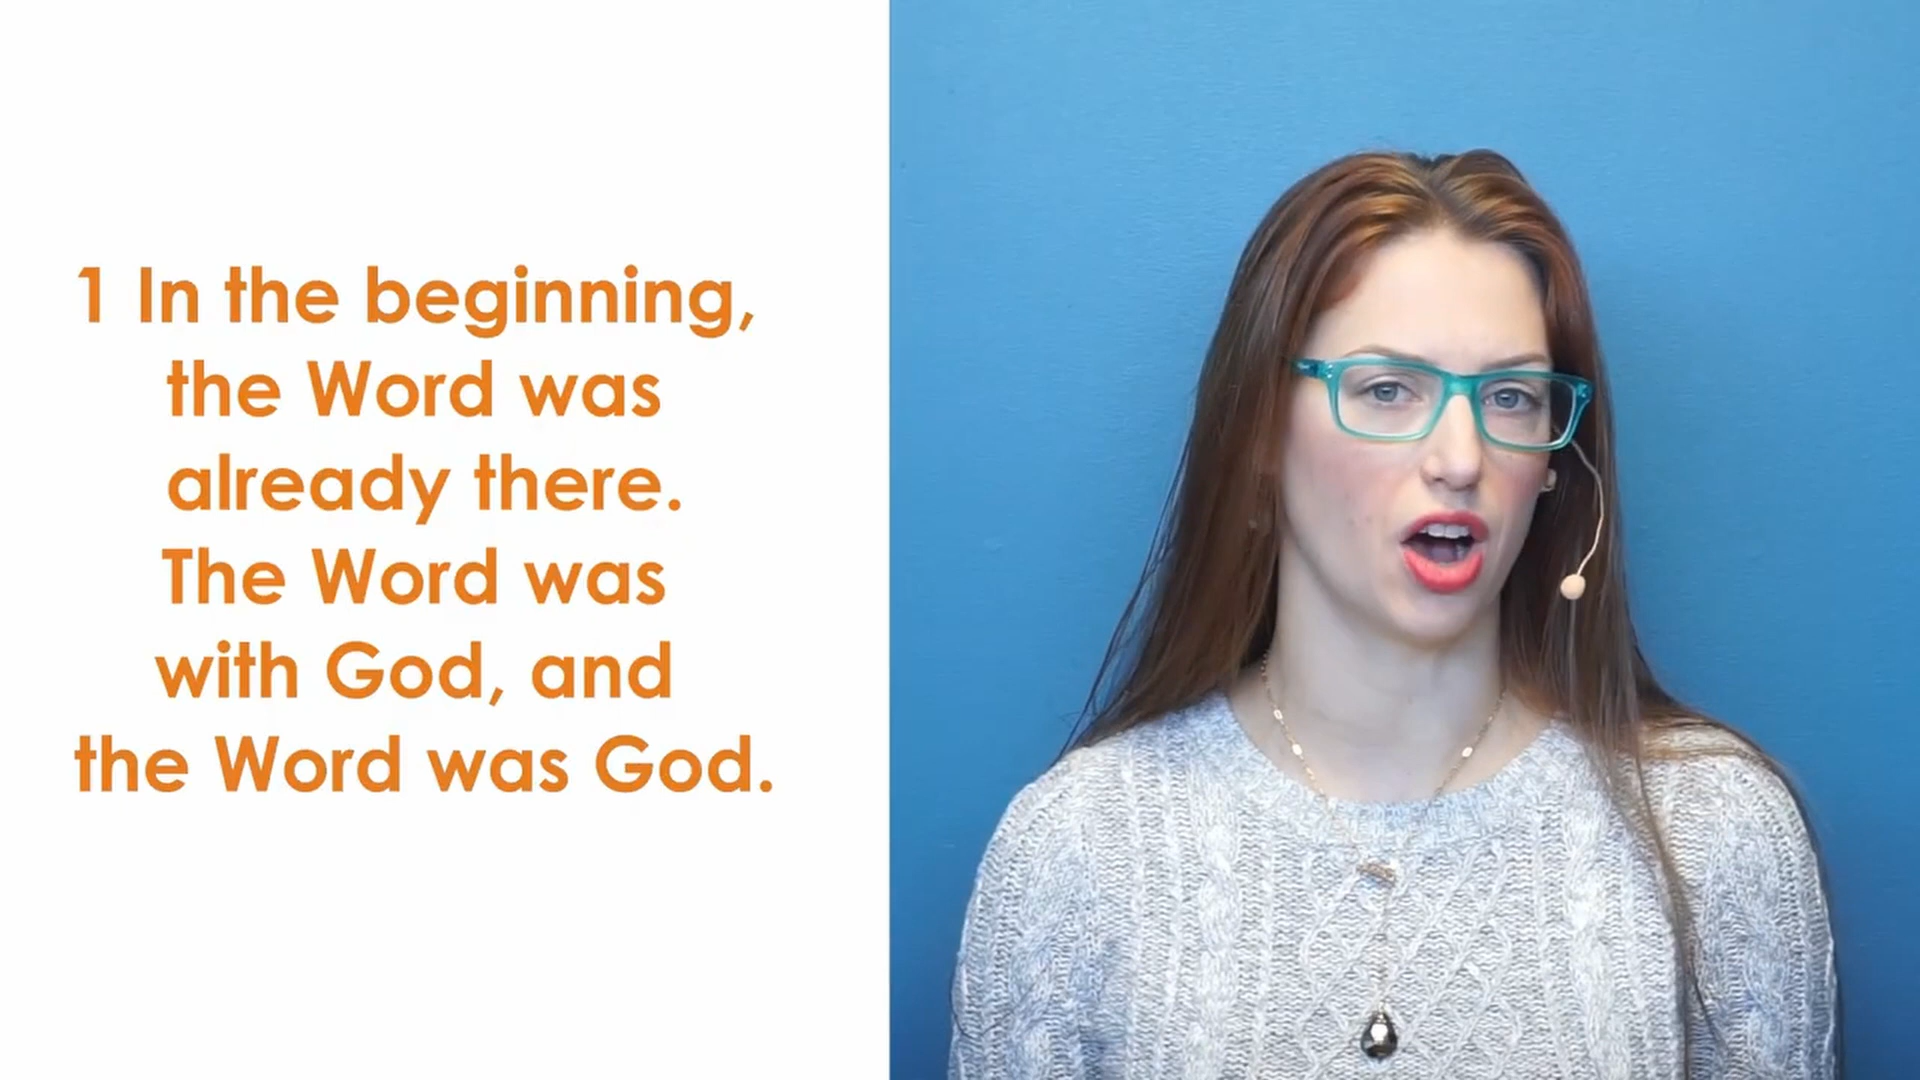 1 In the beginning,
the Word was
already there.
The Word was
with God, and
the Word was God.